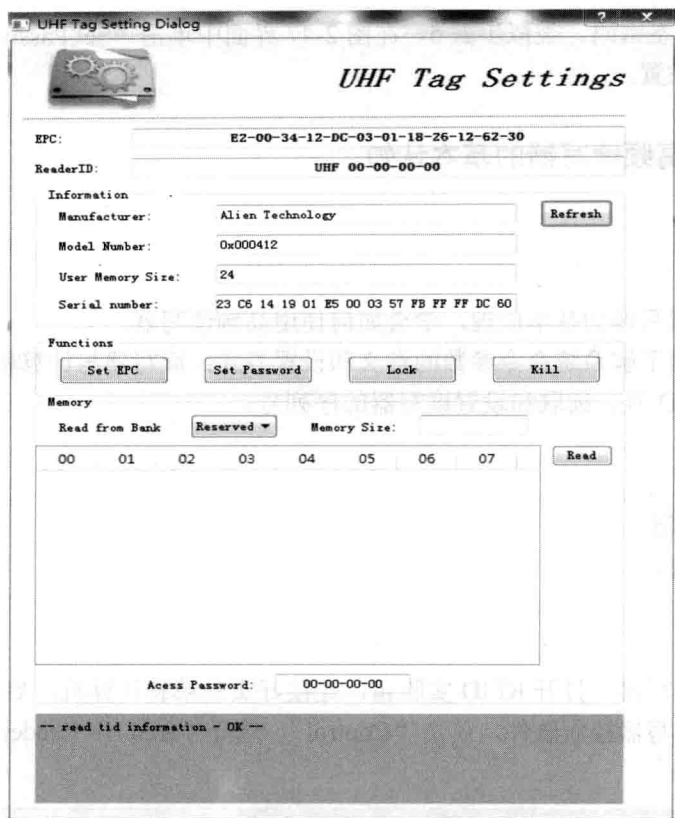 UHF Tag Setting Dialog
? X
UHF Tag Settings
EPC: E2-00-34-12-DC-03-01-18-26-12-62-30
ReaderID: UHF 00-00-00-00
Information
Manufacturer: Alien Technology
Refresh
Model Number: 0x000412
User Memory Size: 24
Serial number: 23 C6 14 19 01 E5 00 03 57 FB FF FF DC 60
Functions
Set EPC Set Password Lock Kill
Memory
Read from Bank Reserved Memory Size:
00 01 02 03 04 05 06 07
Read
Acess Password: 00-00-00-00
-- read tid information - OK --